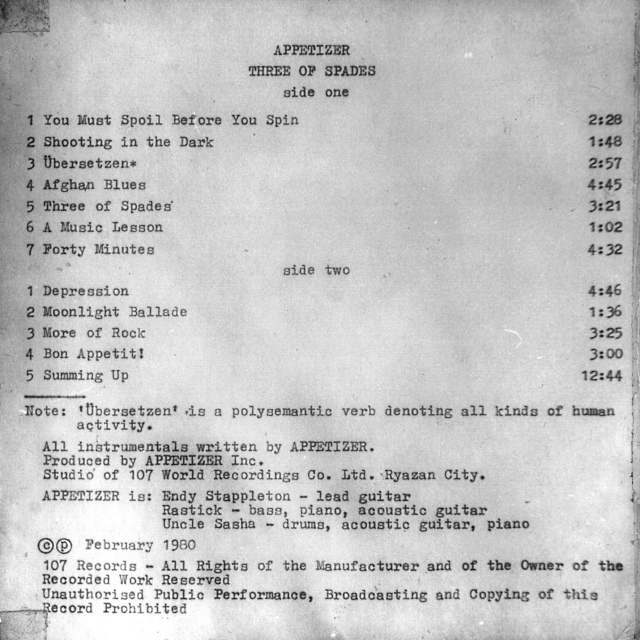 APPETIZER
THREE OF SPADES
side one
1 You Must Spoil Before You Spin 2:28
2 Shooting in the Dark 1:48
3 Übersetzen* 2:57
4 Afghan Blues 4:45
5 Three of Spades 3:21
6 A Music Lesson 1:02
7 Forty Minutes 4:32
side two
1 Depression 4:46
2 Moonlight Ballade 1:36
3 More of Rock 3:25
4 Bon Appetit! 3:00
5 Summing Up 12:44
Note: 'Übersetzen' is a polysemantic verb denoting all kinds of human
activity.
All instrumentals written by APPETIZER.
Produced by APPETIZER Inc.
Studio of 107 World Recordings Co. Ltd. Ryazan City.
APPETIZER is: Endy Stappleton - lead guitar
Rastick - bass, piano, acoustic guitar
Uncle Sasha - drums, acoustic guitar, piano
©℗ February 1980
107 Records - All Rights of the Manufacturer and of the Owner of the
Recorded Work Reserved
Unauthorised Public Performance, Broadcasting and Copying of this
Record Prohibited